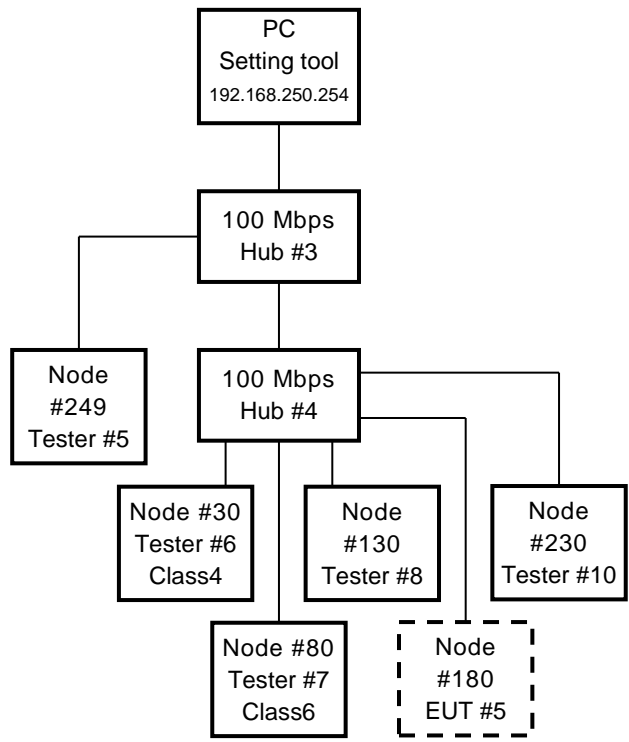 PC
Setting tool
192.168.250.254
100 Mbps
Hub #3
Node
#249
Tester #5
100 Mbps
Hub #4
Node #30
Tester #6
Class4
Node
#130
Tester #8
Node
#230
Tester #10
Node #80
Tester #7
Class6
Node
#180
EUT #5